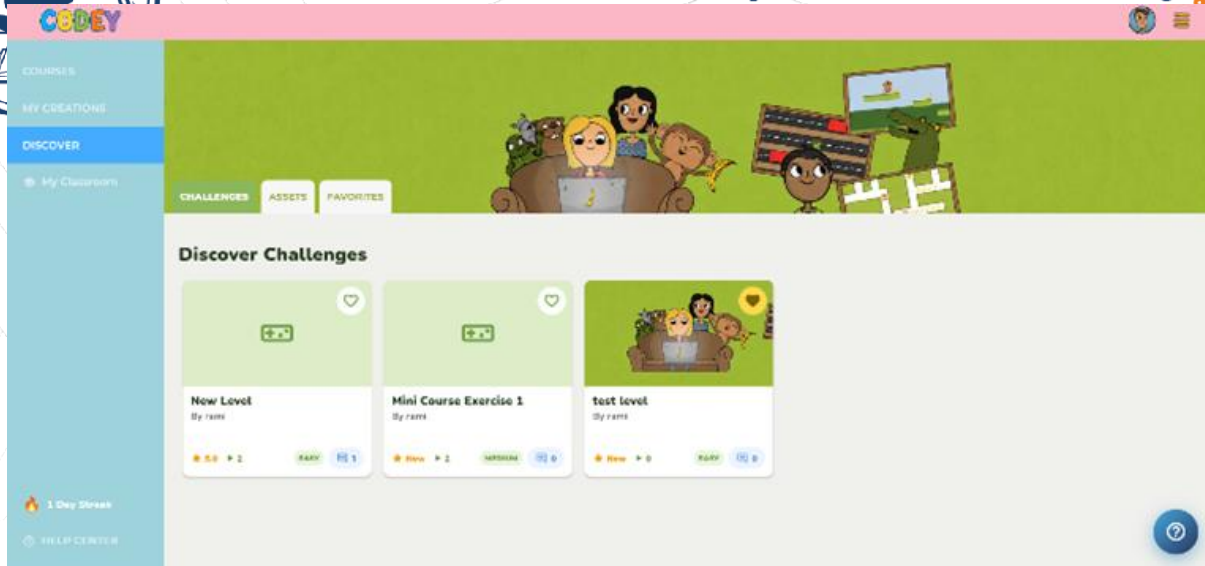 CODEY
COURSES
MY CREATIONS
DISCOVER
My Classroom
CHALLENGES
ASSETS
FAVORITES
Discover Challenges
New Level
By rami
5.0 2 EASY 1
Mini Course Exercise 1
By rami
New 2 MEDIUM 0
test level
By rami
New 0 EASY 0
1 Day Streak
HELP CENTER